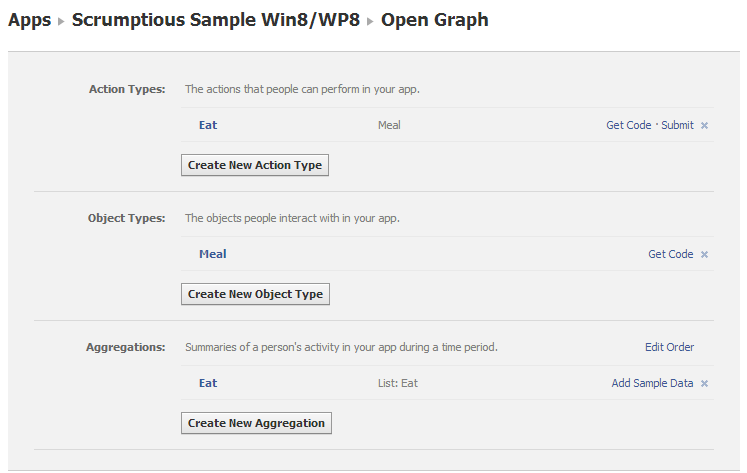 Apps ▸ Scrumptious Sample Win8/WP8 ▸ Open Graph
Action Types: The actions that people can perform in your app.
Eat Meal Get Code · Submit ×
Create New Action Type
Object Types: The objects people interact with in your app.
Meal Get Code ×
Create New Object Type
Aggregations: Summaries of a person's activity in your app during a time period. Edit Order
Eat List: Eat Add Sample Data ×
Create New Aggregation